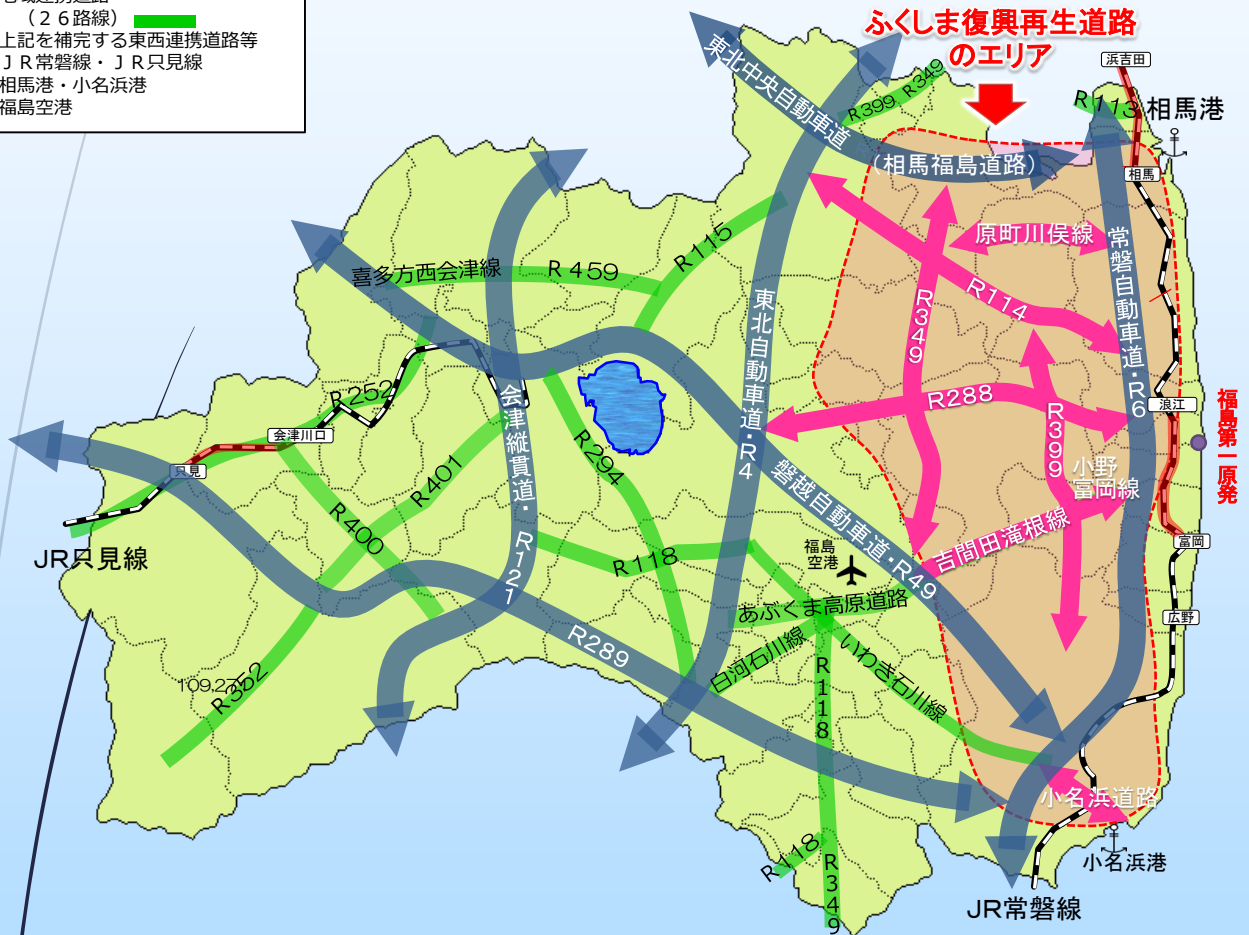 （２６路線）
上記を補完する東西連携道路等
ＪＲ常磐線・ＪＲ只見線
相馬港・小名浜港
福島空港
ふくしま復興再生道路
のエリア
東北中央自動車道
R399
R349
浜吉田
R113
相馬港
（相馬福島道路）
相馬
原町川俣線
R115
喜多方西会津線
R４５９
R114
R349
常磐自動車道・R6
東北自動車道・R4
R252
会津縦貫道・R121
R288
R399
浪江
福島第一原発
会津川口
只見
R401
R294
小野
富岡線
磐越自動車道・R49
R400
吉間田滝根線
富岡
JR只見線
R118
福島
空港
あぶくま高原道路
広野
R289
白河石川線
いわき石川線
R118
R352
小名浜道路
R118
R349
小名浜港
JR常磐線